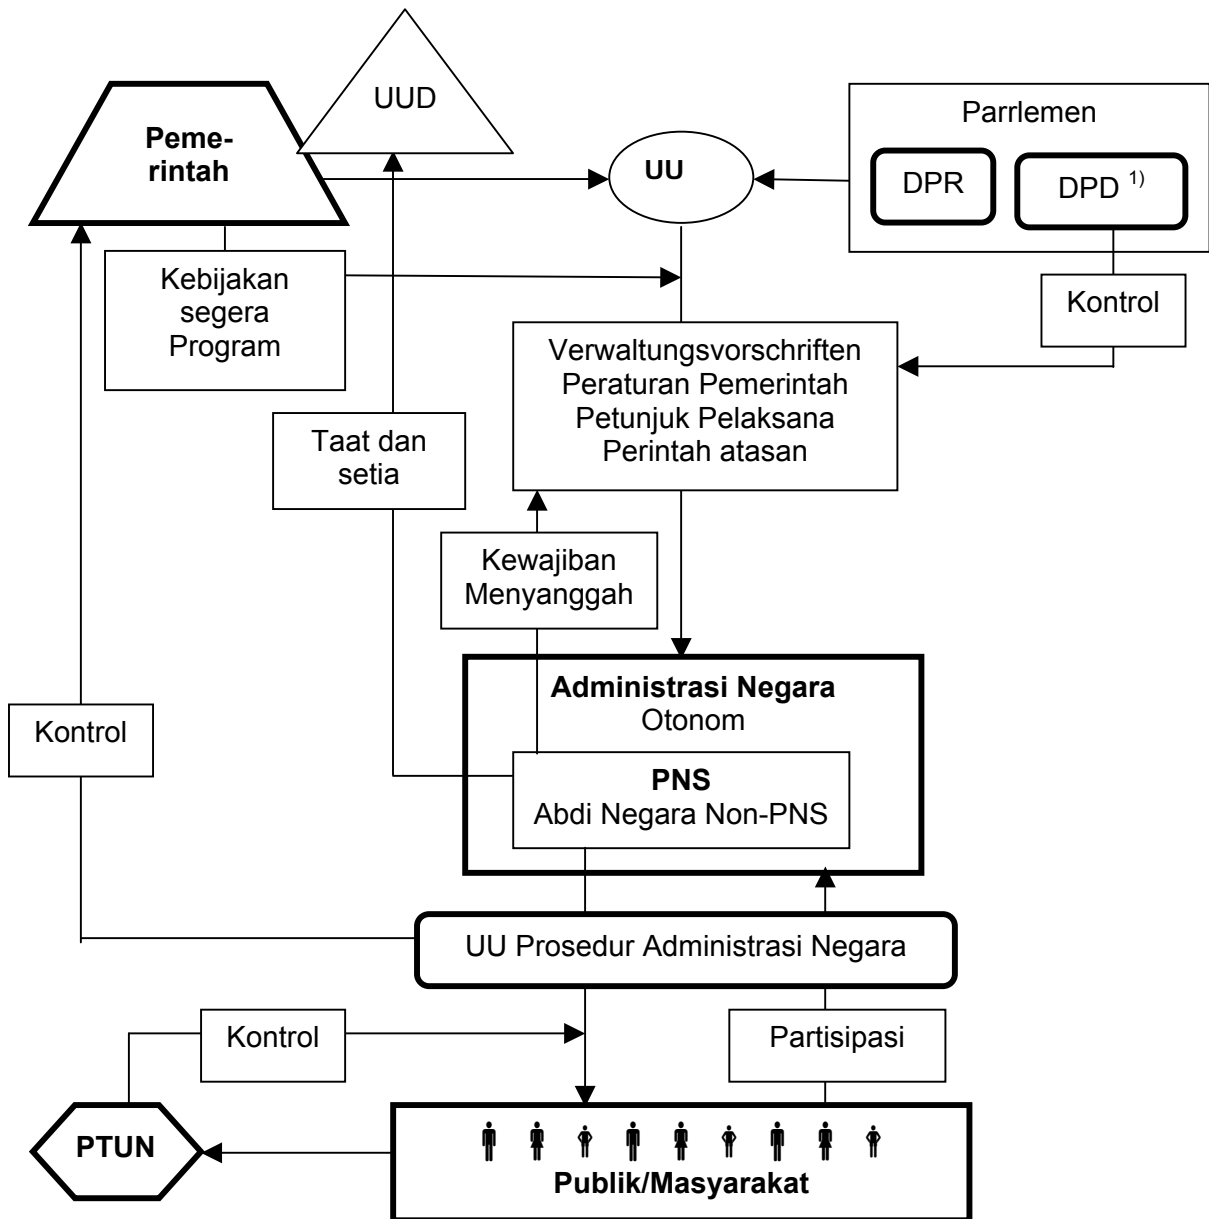 UUD
Peme-
rintah
UU
Parrlemen
DPR
DPD 1)
Kebijakan
segera
Program
Kontrol
Verwaltungsvorschriften
Peraturan Pemerintah
Petunjuk Pelaksana
Perintah atasan
Taat dan
setia
Kewajiban
Menyanggah
Administrasi Negara
Otonom
Kontrol
PNS
Abdi Negara Non-PNS
UU Prosedur Administrasi Negara
Kontrol
Partisipasi
PTUN
Publik/Masyarakat